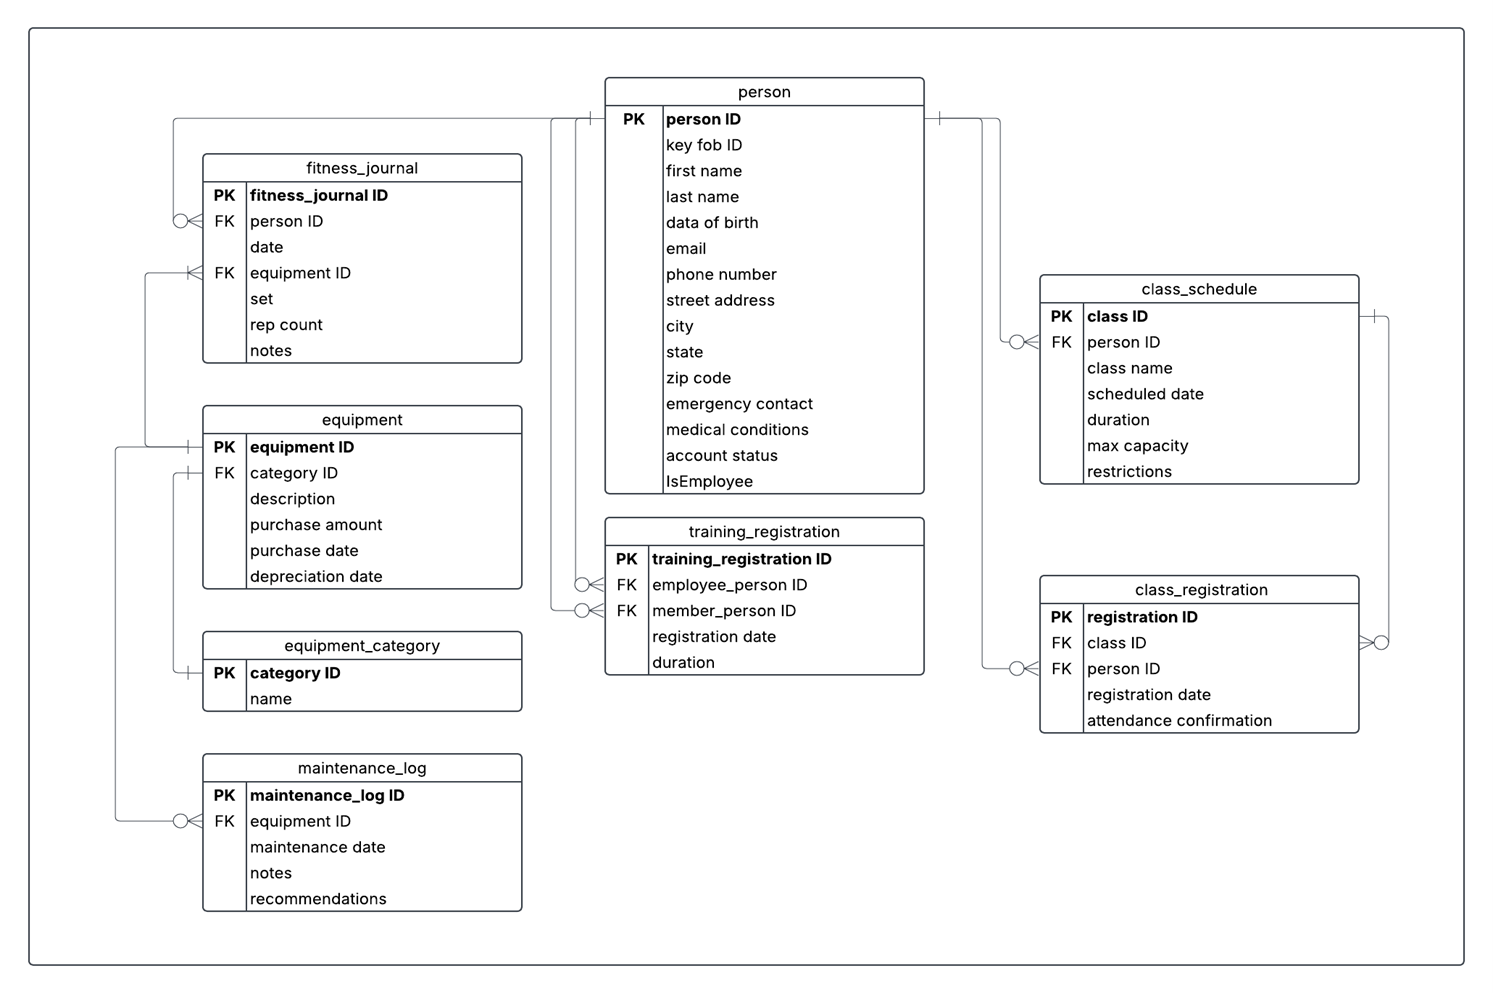 person
PK person ID
key fob ID
first name
last name
data of birth
email
phone number
street address
city
state
zip code
emergency contact
medical conditions
account status
IsEmployee
fitness_journal
PK fitness_journal ID
FK person ID
date
FK equipment ID
set
rep count
notes
equipment
PK equipment ID
FK category ID
description
purchase amount
purchase date
depreciation date
equipment_category
PK category ID
name
maintenance_log
PK maintenance_log ID
FK equipment ID
maintenance date
notes
recommendations
training_registration
PK training_registration ID
FK employee_person ID
FK member_person ID
registration date
duration
class_schedule
PK class ID
FK person ID
class name
scheduled date
duration
max capacity
restrictions
class_registration
PK registration ID
FK class ID
FK person ID
registration date
attendance confirmation